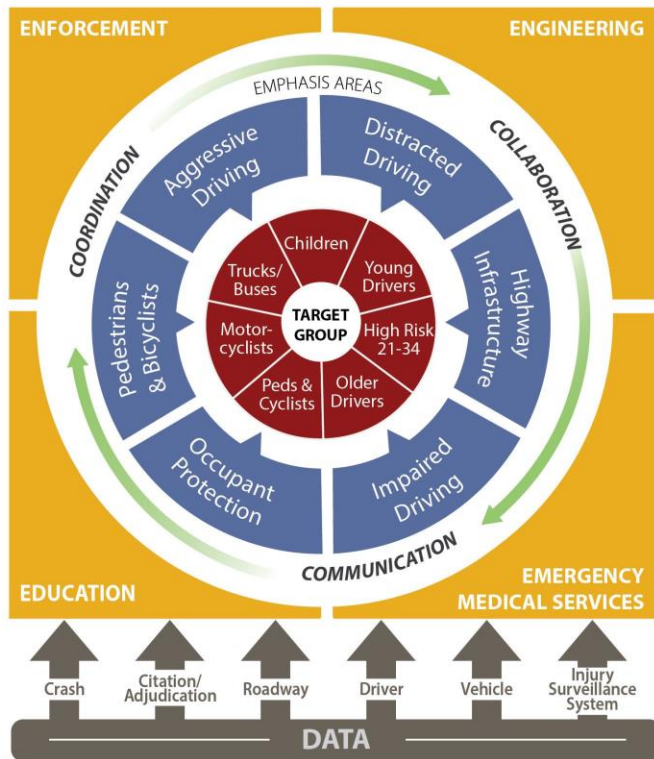 ENFORCEMENT
ENGINEERING
EMPHASIS AREAS
COORDINATION
COLLABORATION
COMMUNICATION
Aggressive
Driving
Distracted
Driving
Highway
Infrastructure
Impaired
Driving
Occupant
Protection
Pedestrians
& Bicyclists
Children
Young
Drivers
High Risk
21-34
Older
Drivers
Peds &
Cyclists
Motor-
cyclists
Trucks/
Buses
TARGET
GROUP
EDUCATION
EMERGENCY
MEDICAL SERVICES
Crash
Citation/
Adjudication
Roadway
Driver
Vehicle
Injury
Surveillance
System
DATA